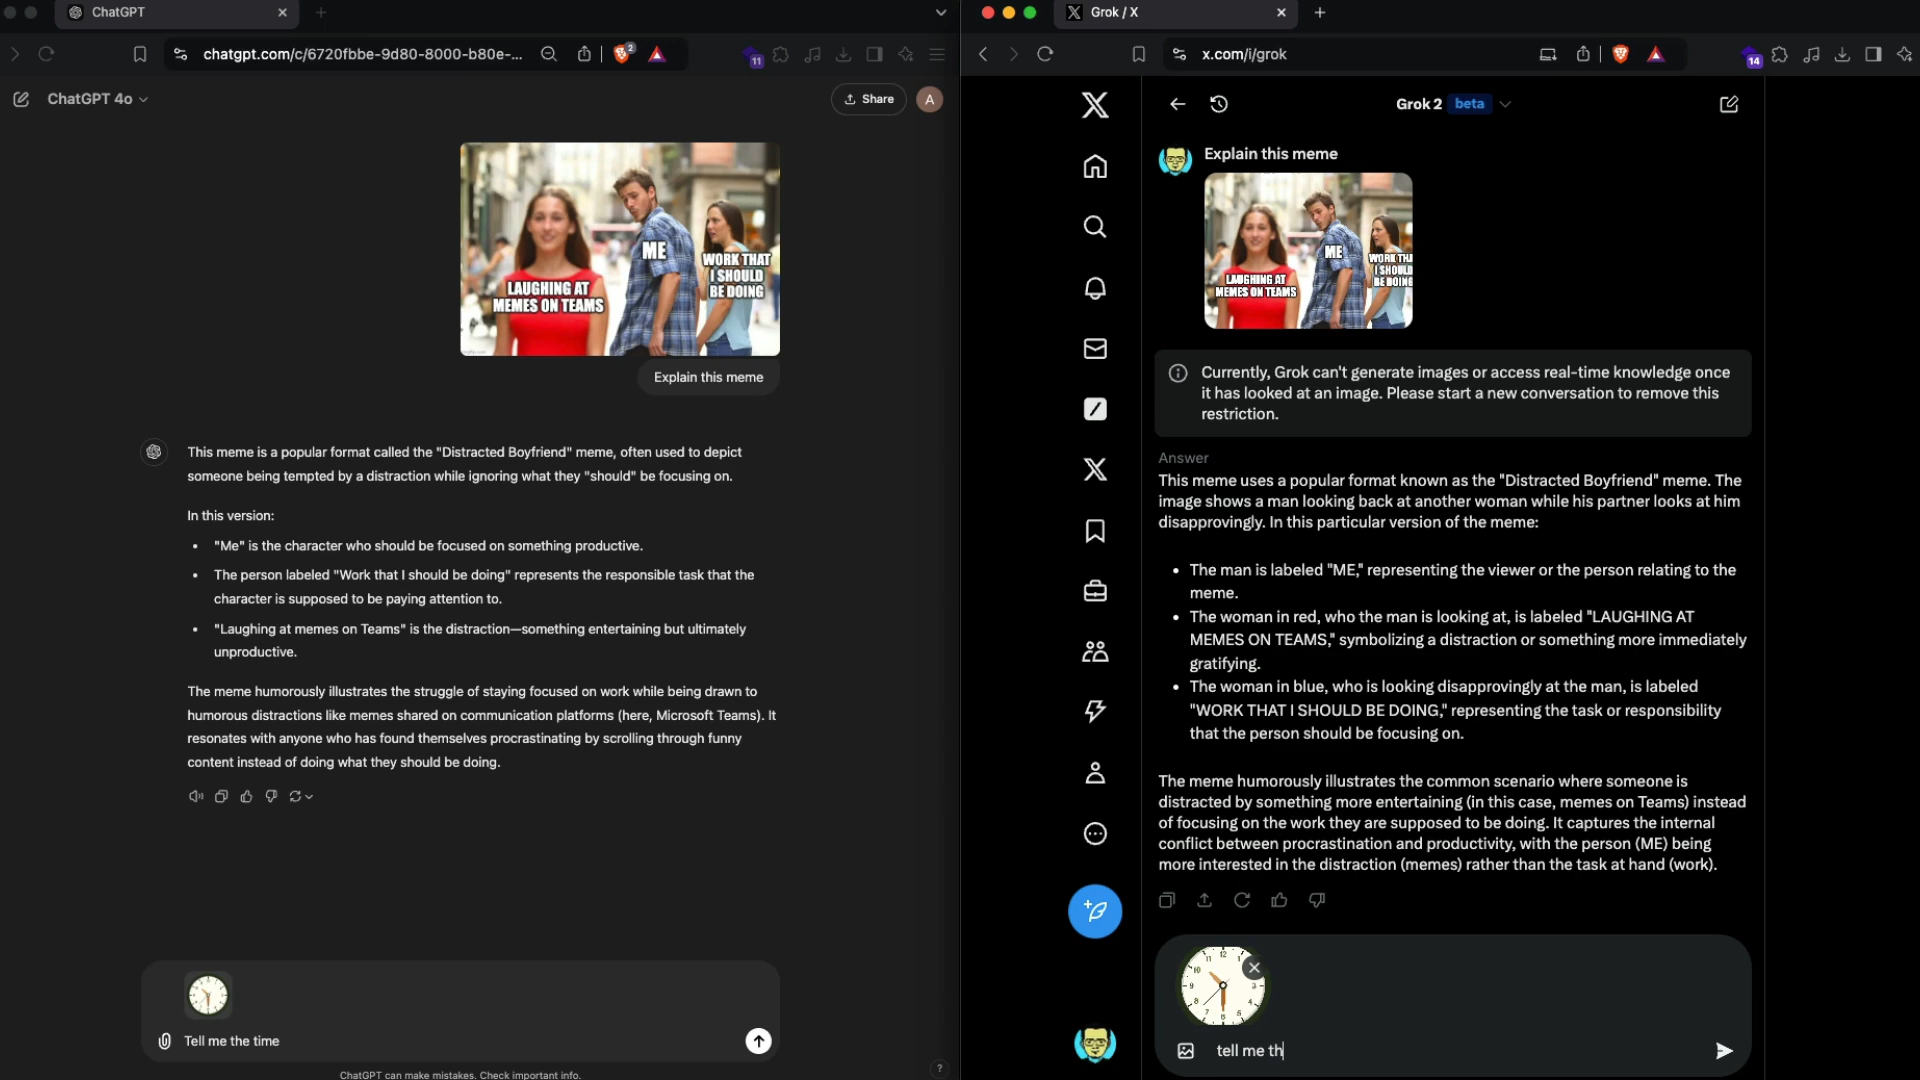 ChatGPT
chatgpt.com/c/6720fbbe-9d80-8000-b80e-...
2
11
ChatGPT 4o
Share
A
LAUGHING AT
MEMES ON TEAMS
ME
WORK THAT
I SHOULD
BE DOING
Explain this meme
This meme is a popular format called the "Distracted Boyfriend" meme, often used to depict
someone being tempted by a distraction while ignoring what they "should" be focusing on.
In this version:
• "Me" is the character who should be focused on something productive.
• The person labeled "Work that I should be doing" represents the responsible task that the
character is supposed to be paying attention to.
• "Laughing at memes on Teams" is the distraction—something entertaining but ultimately
unproductive.
The meme humorously illustrates the struggle of staying focused on work while being drawn to
humorous distractions like memes shared on communication platforms (here, Microsoft Teams). It
resonates with anyone who has found themselves procrastinating by scrolling through funny
content instead of doing what they should be doing.
Tell me the time
ChatGPT can make mistakes. Check important info.
?
Grok / X
x.com/i/grok
14
Grok 2 beta
Explain this meme
LAUGHING AT
MEMES ON TEAMS
ME
WORK THA
I SHOULD
BE DOING
Currently, Grok can't generate images or access real-time knowledge once
it has looked at an image. Please start a new conversation to remove this
restriction.
Answer
This meme uses a popular format known as the "Distracted Boyfriend" meme. The
image shows a man looking back at another woman while his partner looks at him
disapprovingly. In this particular version of the meme:
• The man is labeled "ME," representing the viewer or the person relating to the
meme.
• The woman in red, who the man is looking at, is labeled "LAUGHING AT
MEMES ON TEAMS," symbolizing a distraction or something more immediately
gratifying.
• The woman in blue, who is looking disapprovingly at the man, is labeled
"WORK THAT I SHOULD BE DOING," representing the task or responsibility
that the person should be focusing on.
The meme humorously illustrates the common scenario where someone is
distracted by something more entertaining (in this case, memes on Teams) instead
of focusing on the work they are supposed to be doing. It captures the internal
conflict between procrastination and productivity, with the person (ME) being
more interested in the distraction (memes) rather than the task at hand (work).
11 12 1
10
9 3
8 4
7 6 5
tell me th